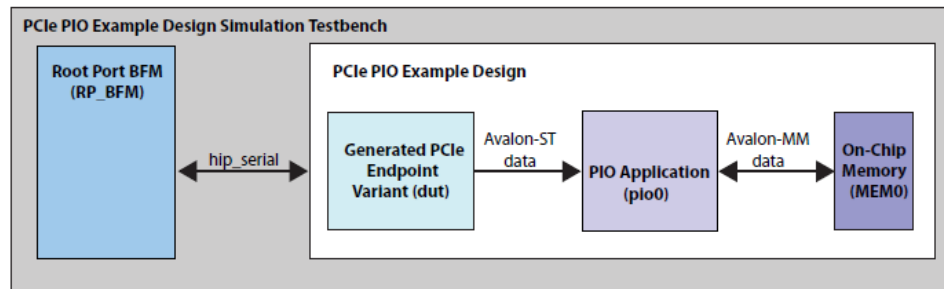 PCIe PIO Example Design Simulation Testbench
Root Port BFM
(RP_BFM)
hip_serial
PCIe PIO Example Design
Generated PCIe
Endpoint
Variant (dut)
Avalon-ST
data
PIO Application
(pio0)
Avalon-MM
data
On-Chip
Memory
(MEM0)